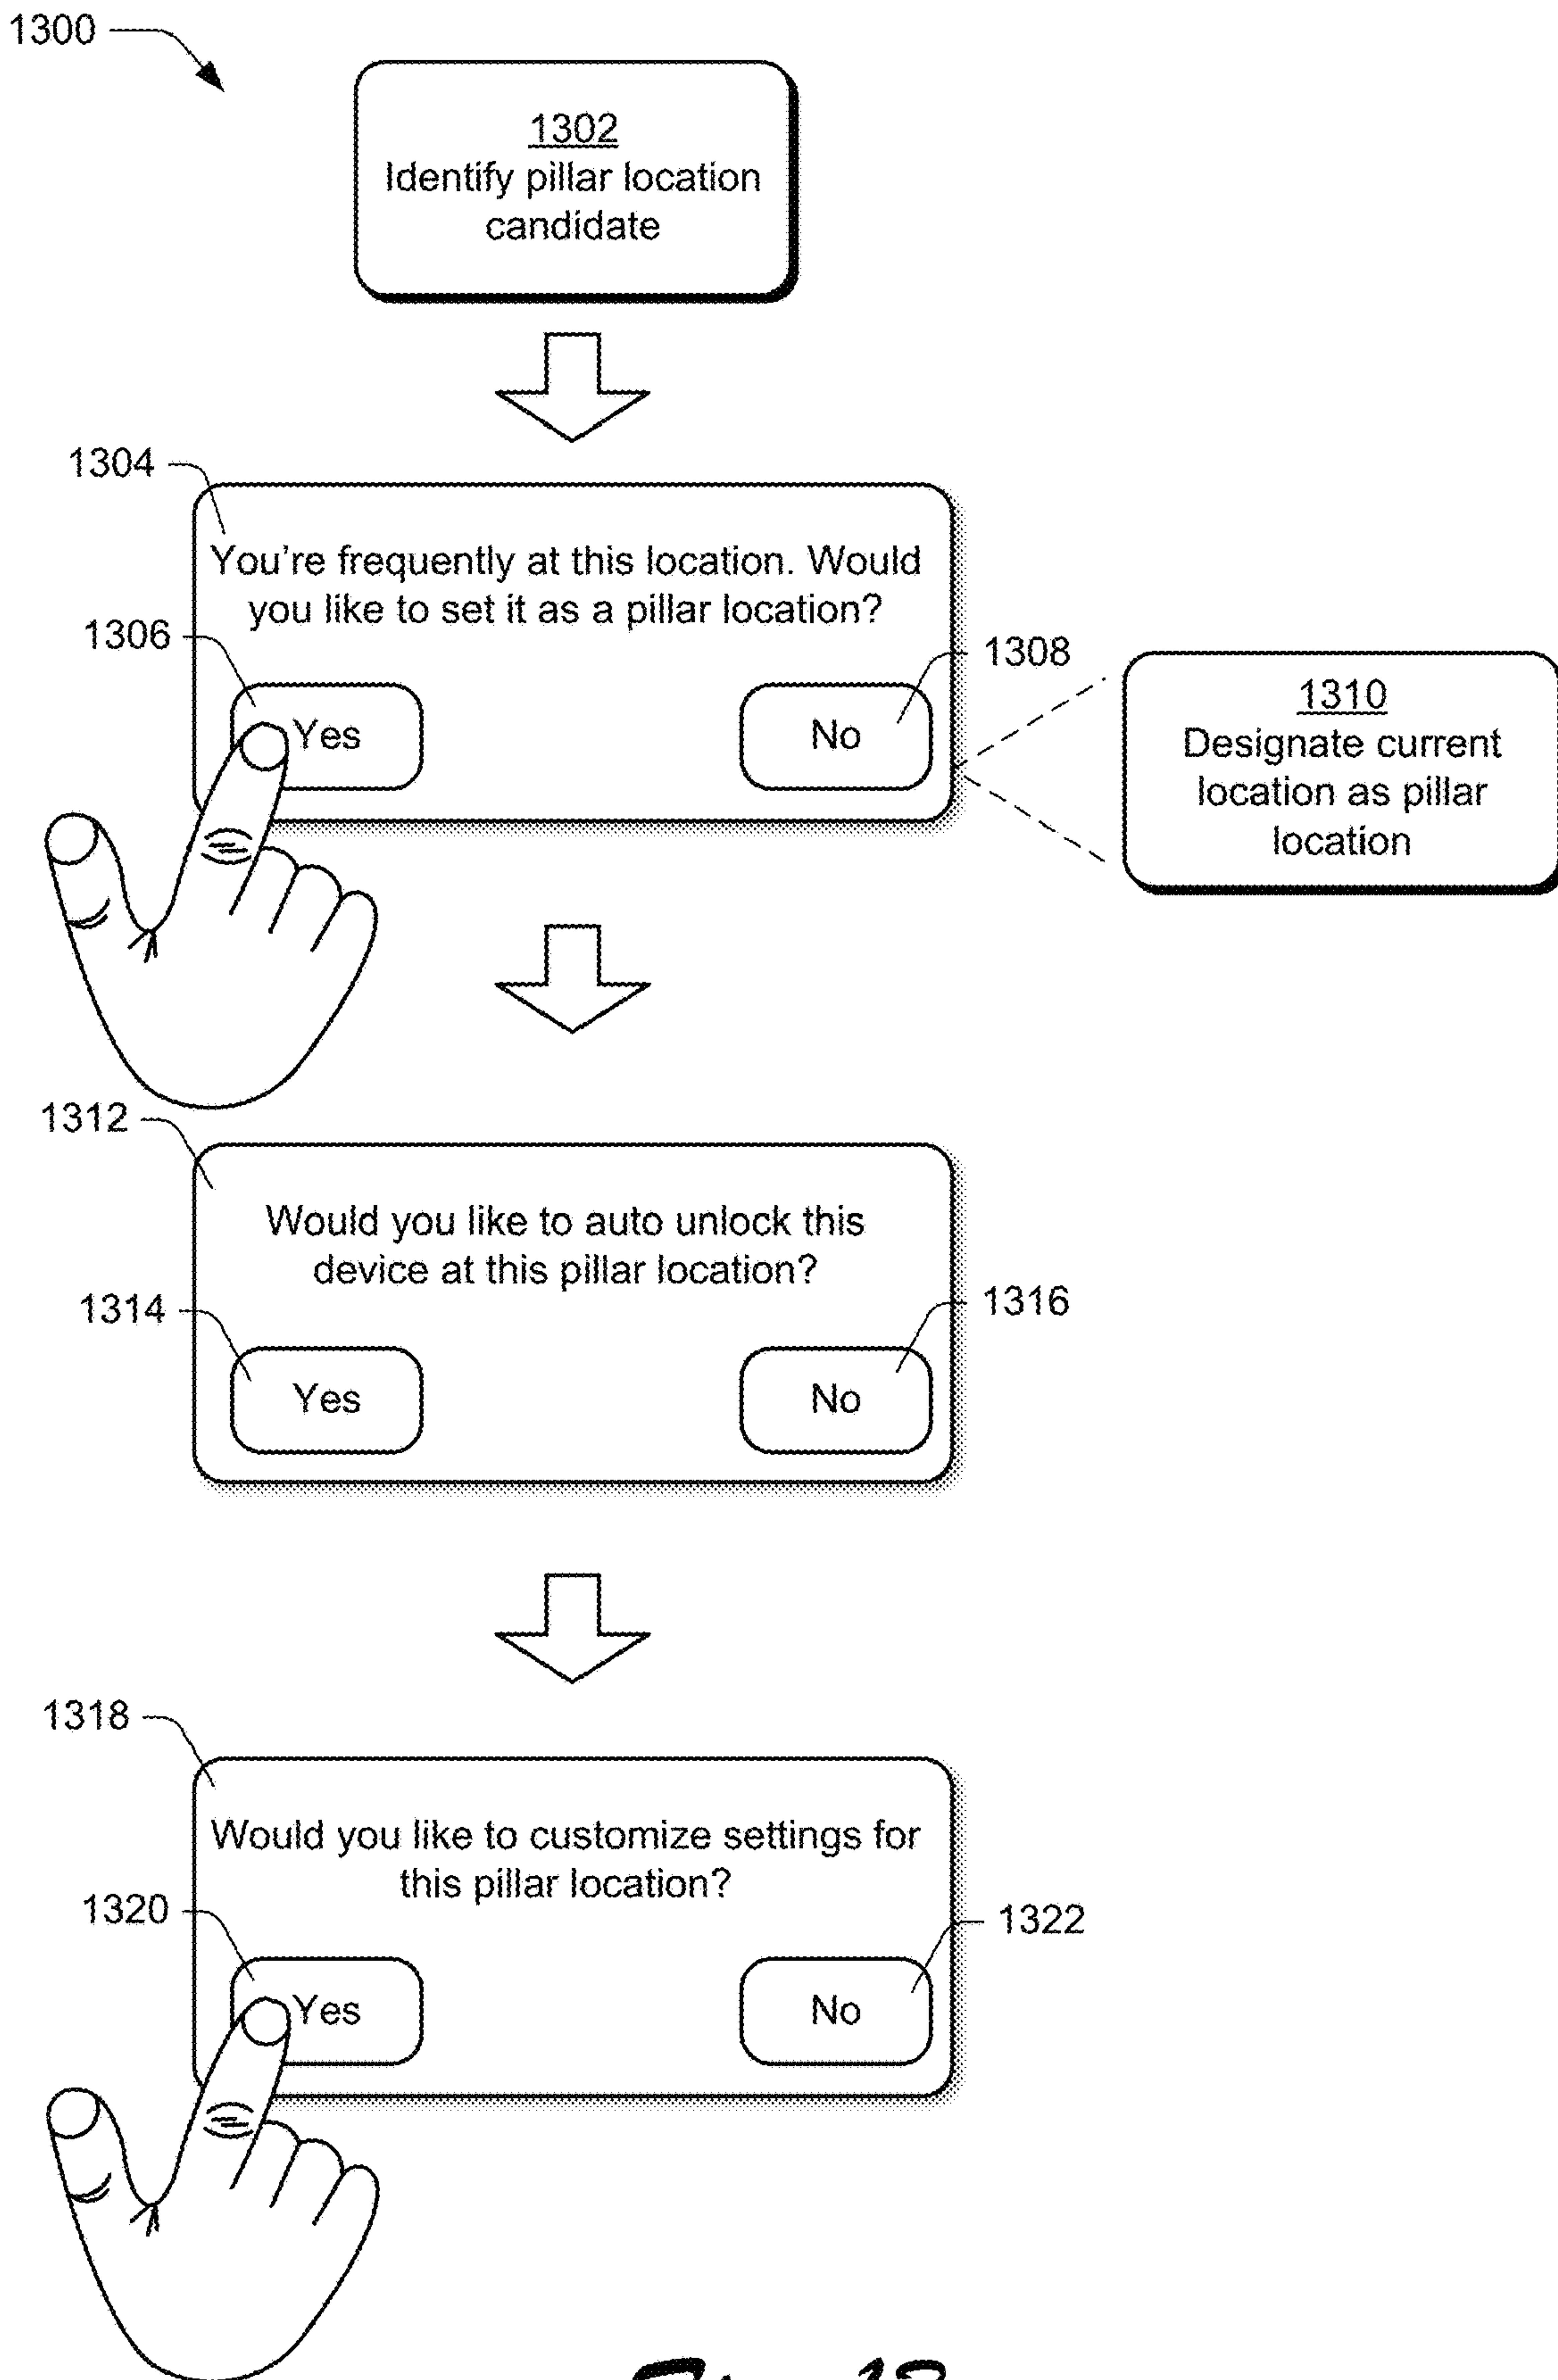 1300
1302
Identify pillar location
candidate
1304
You're frequently at this location. Would
you like to set it as a pillar location?
1306
Yes
No
1308
1310
Designate current
location as pillar
location
1312
Would you like to auto unlock this
device at this pillar location?
1314
Yes
No
1316
1318
Would you like to customize settings for
this pillar location?
1320
Yes
No
1322